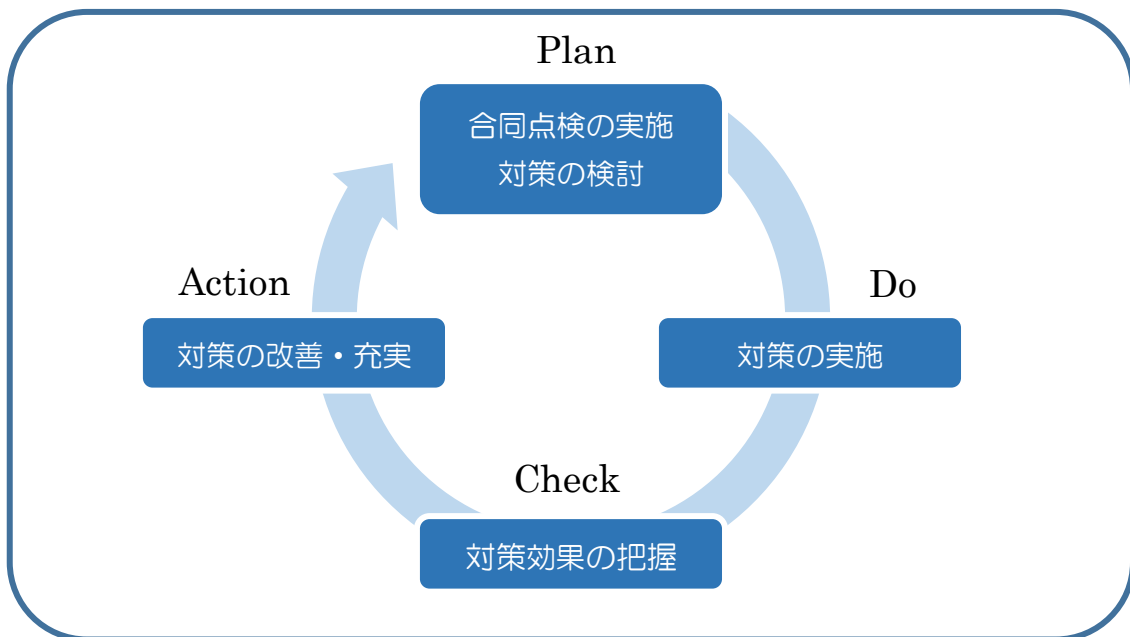 Plan
合同点検の実施
対策の検討
Do
対策の実施
Check
対策効果の把握
Action
対策の改善・充実